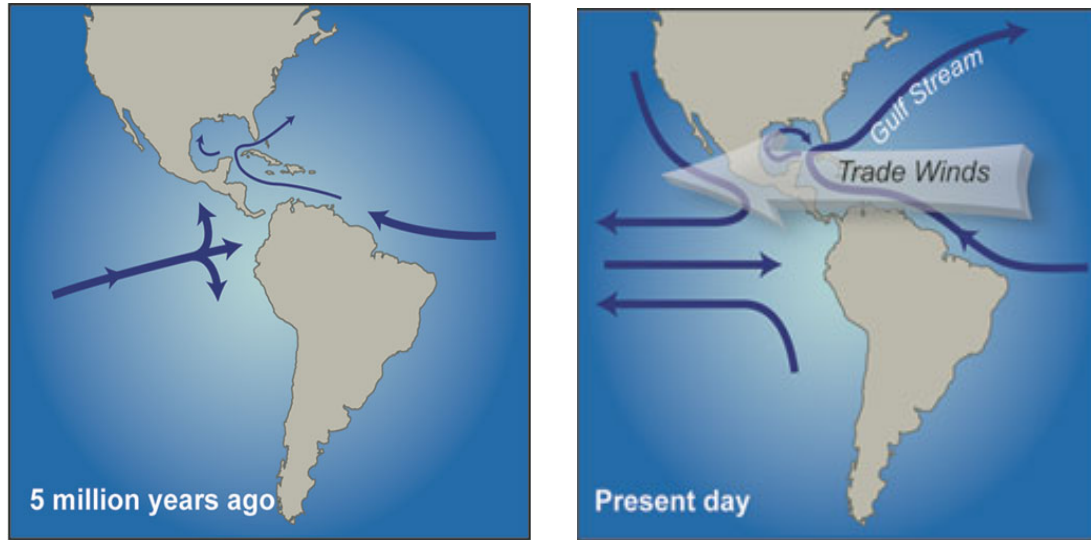 5 million years ago
Gulf Stream
Trade Winds
Present day